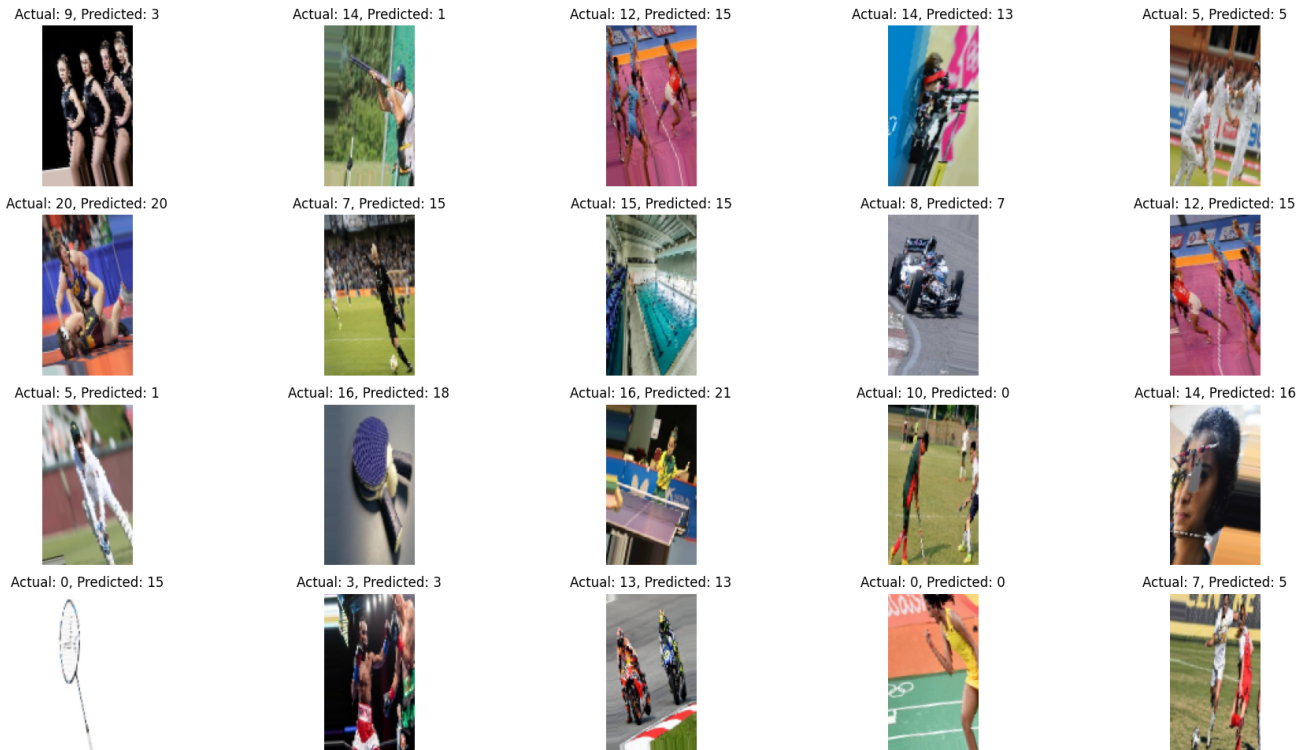 Actual: 9, Predicted: 3
Actual: 14, Predicted: 1
Actual: 12, Predicted: 15
Actual: 14, Predicted: 13
Actual: 5, Predicted: 5
Actual: 20, Predicted: 20
Actual: 7, Predicted: 15
Actual: 15, Predicted: 15
Actual: 8, Predicted: 7
Actual: 12, Predicted: 15
Actual: 5, Predicted: 1
Actual: 16, Predicted: 18
Actual: 16, Predicted: 21
Actual: 10, Predicted: 0
Actual: 14, Predicted: 16
Actual: 0, Predicted: 15
Actual: 3, Predicted: 3
Actual: 13, Predicted: 13
Actual: 0, Predicted: 0
Actual: 7, Predicted: 5